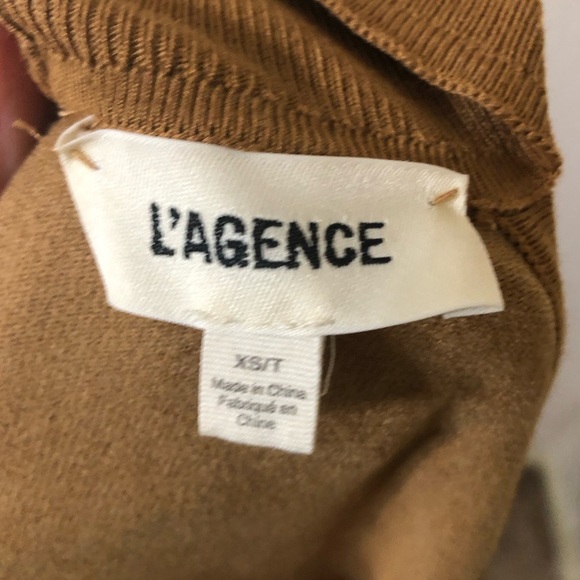 L'AGENCE
XS/T
Made in China
Fabriqué en
Chine